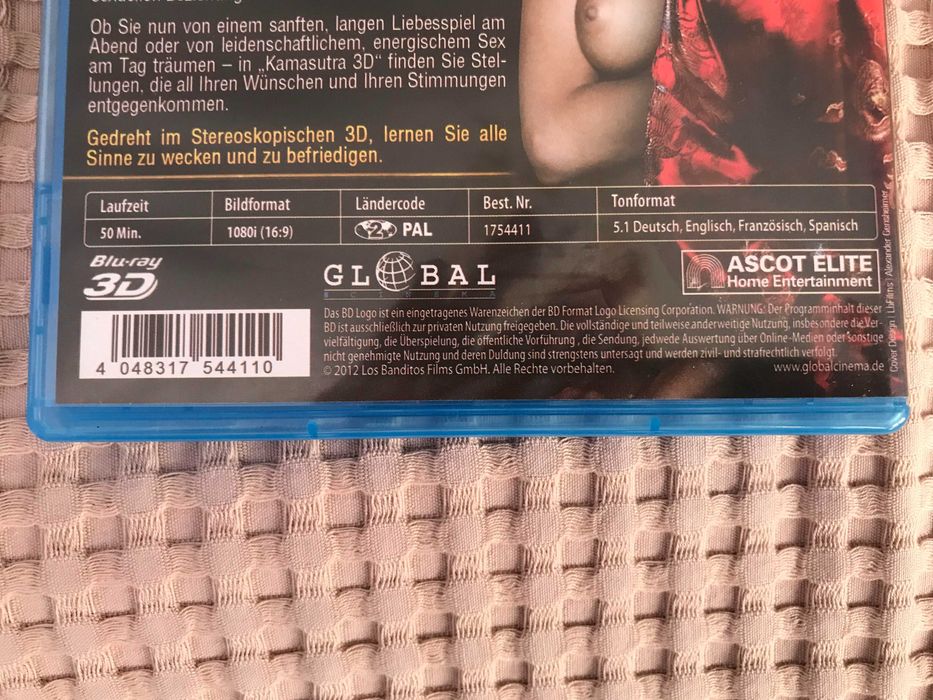 Ob Sie nun von einem sanften, langen Liebesspiel am
Abend oder von leidenschaftlichem, energischem Sex
am Tag träumen – in „Kamasutra 3D“ finden Sie Stel-
lungen, die all Ihren Wünschen und Ihren Stimmungen
entgegenkommen.
Gedreht im Stereoskopischen 3D, lernen Sie alle
Sinne zu wecken und zu befriedigen.
Laufzeit Bildformat Ländercode Best. Nr. Tonformat
50 Min. 1080i (16:9) 2 PAL 1754411 5.1 Deutsch, Englisch, Französisch, Spanisch
Blu-ray
3D
GLOBAL
CINEMA
ASCOT ELITE
Home Entertainment
Das BD Logo ist ein eingetragenes Warenzeichen der BD Format Logo Licensing Corporation. WARNUNG: Der Programminhalt dieser
BD ist ausschließlich zur privaten Nutzung freigegeben. Die vollständige und teilweise anderweitige Nutzung, insbesondere die Ver-
vielfältigung, die Überspielung, die öffentliche Vorführung, die Sendung, jedwede Auswertung über Online-Medien oder sonstige
nicht genehmigte Nutzung und deren Duldung sind strengstens untersagt und werden zivil- und strafrechtlich verfolgt.
© 2012 Los Banditos Films GmbH. Alle Rechte vorbehalten.
www.globalcinema.de
4 048317 544110
Cover Design | LB Films | Alexander Gernsheimer